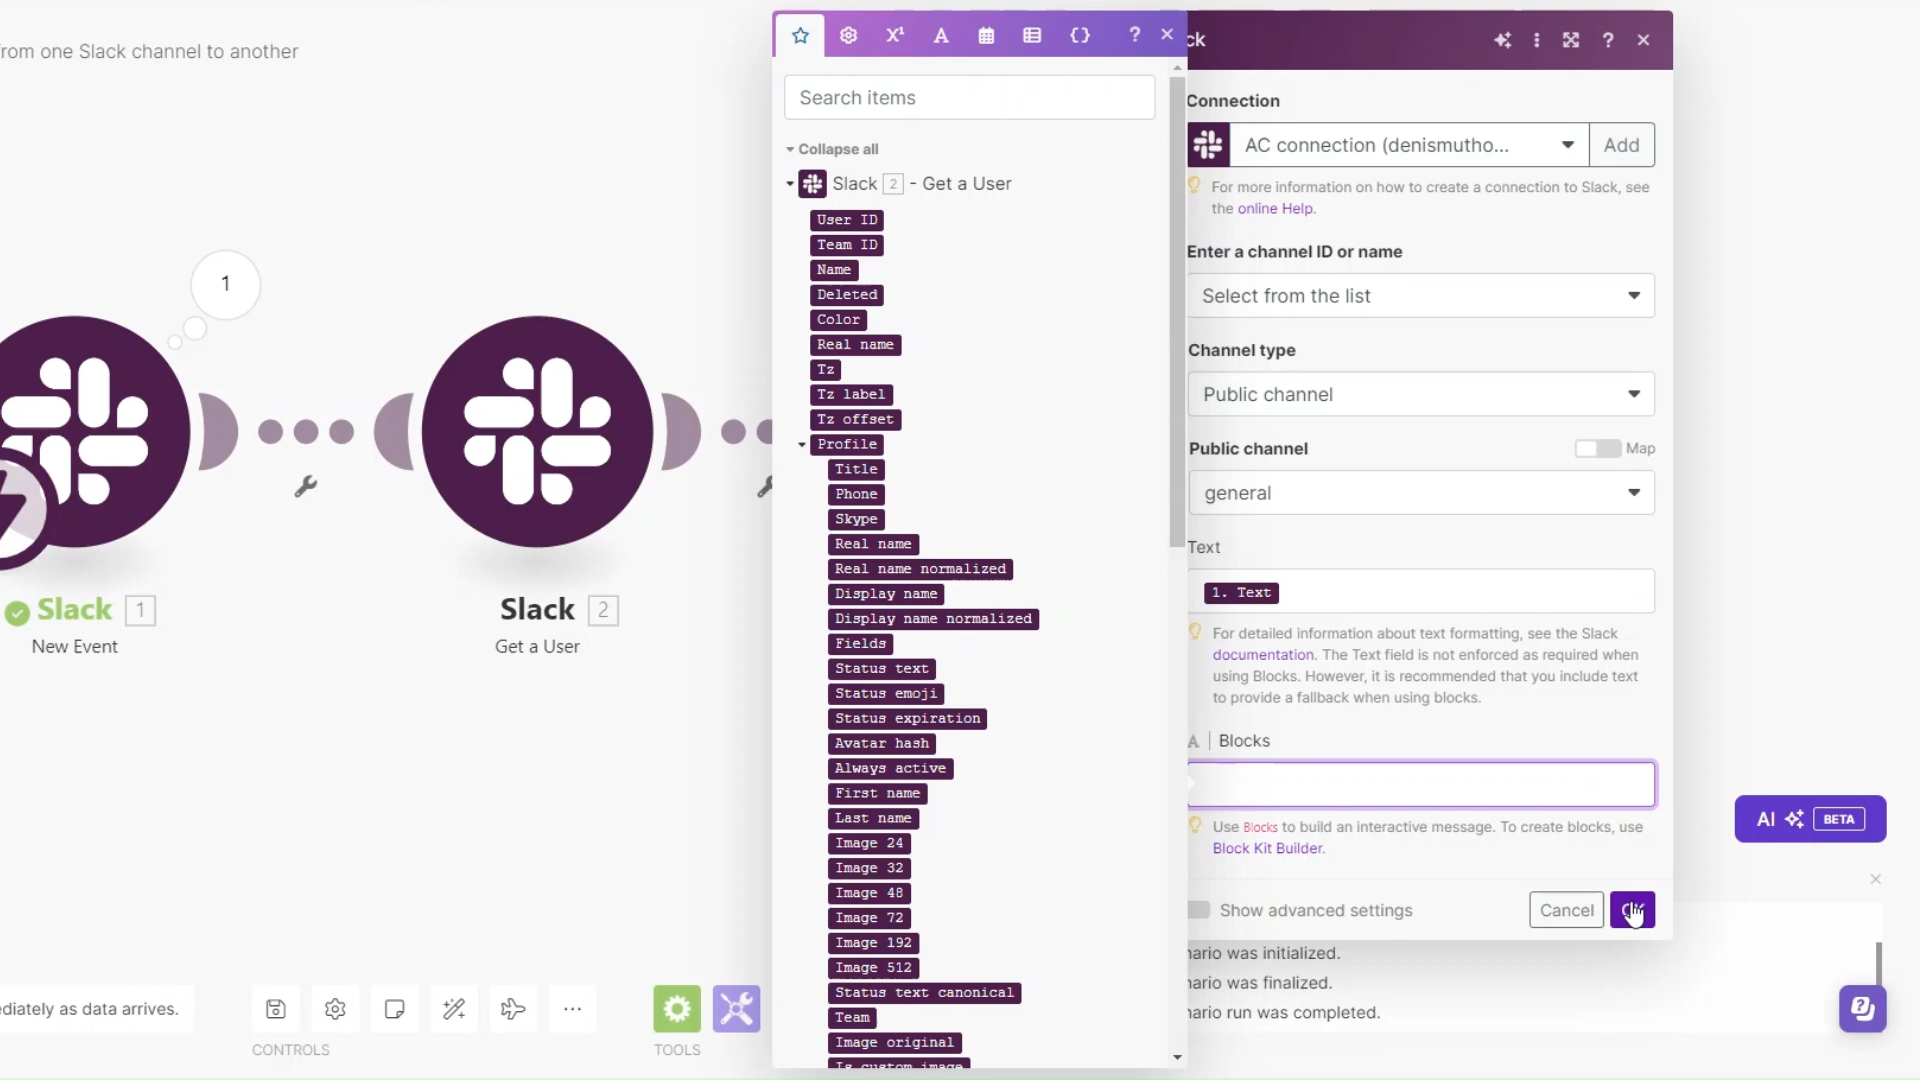 rom one Slack channel to another
1
Slack 1
New Event
Slack 2
Get a User
?
Search items
Collapse all
Slack 2 - Get a User
User ID
Team ID
Name
Deleted
Color
Real name
Tz
Tz label
Tz offset
Profile
Title
Phone
Skype
Real name
Real name normalized
Display name
Display name normalized
Fields
Status text
Status emoji
Status expiration
Avatar hash
Always active
First name
Last name
Image 24
Image 32
Image 48
Image 72
Image 192
Image 512
Status text canonical
Team
Image original
Is custom image
ck
?
Connection
AC connection (denismutho...
Add
For more information on how to create a connection to Slack, see
the online Help.
Enter a channel ID or name
Select from the list
Channel type
Public channel
Public channel
Map
general
Text
1. Text
For detailed information about text formatting, see the Slack
documentation. The Text field is not enforced as required when
using Blocks. However, it is recommended that you include text
to provide a fallback when using blocks.
A | Blocks
Use Blocks to build an interactive message. To create blocks, use
Block Kit Builder.
Show advanced settings
Cancel
AI BETA
nario was initialized.
nario was finalized.
nario run was completed.
ediately as data arrives.
CONTROLS
TOOLS